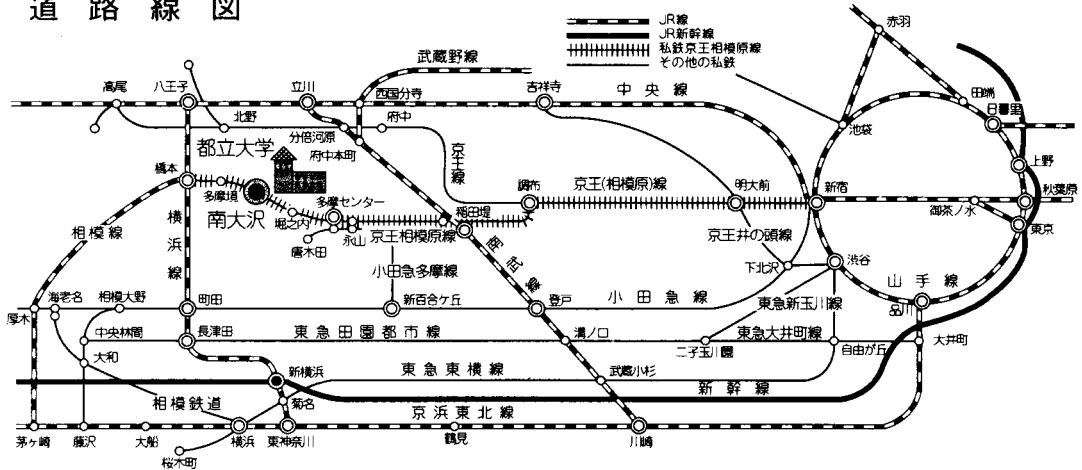 道路線図
JR線
JR新幹線
私鉄京王相模原線
その他の私鉄
赤羽
武蔵野線
高尾
八王子
立川
西国分寺
吉祥寺
中央線
田端
日暮里
北野
分倍河原
府中
池袋
都立大学
府中本町
京王線
上野
橋本
多摩境
調布
京王(相模原)線
明大前
新宿
秋葉原
南大沢
多摩センター
稲田堤
御茶ノ水
堀之内
東京
相模線
横浜線
唐木田
永山
京王相模原線
南武線
京王井の頭線
下北沢
渋谷
小田急多摩線
山手線
海老名
相模大野
町田
新百合ケ丘
登戸
小田急線
東急新玉川線
品川
厚木
中央林間
長津田
東急田園都市線
溝ノ口
東急大井町線
大和
二子玉川園
自由が丘
大井町
新横浜
東急東横線
武蔵小杉
新幹線
相模鉄道
菊名
京浜東北線
茅ヶ崎
藤沢
大船
横浜
東神奈川
鶴見
川崎
桜木町